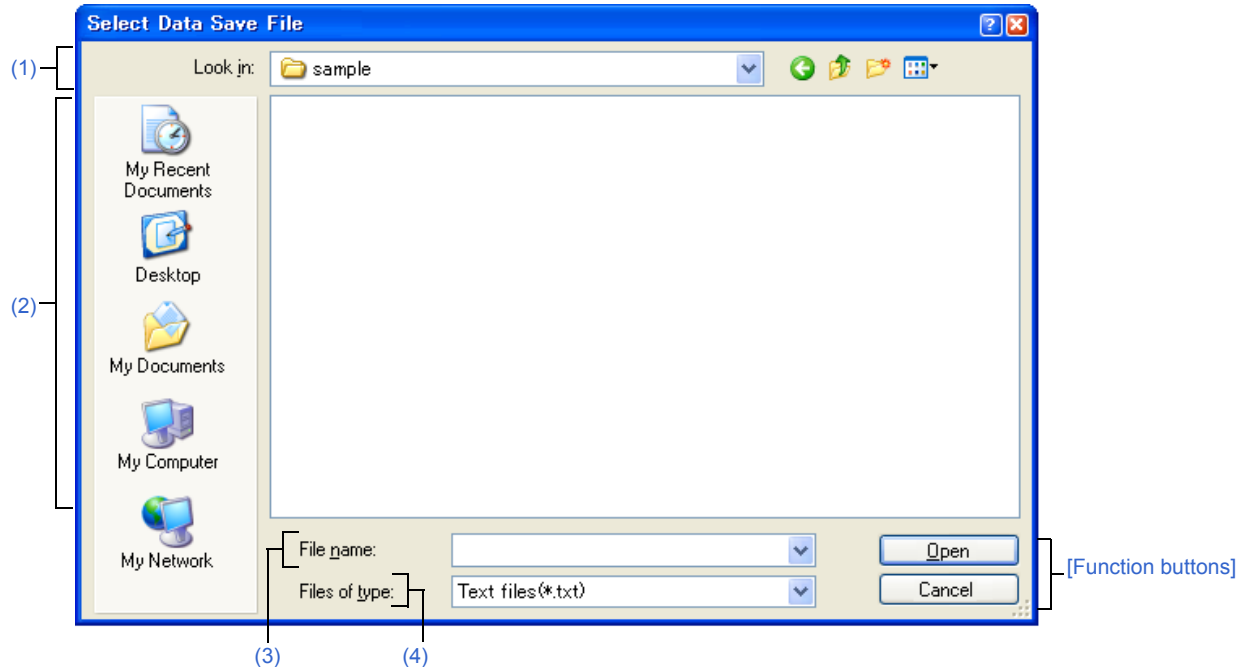 Select Data Save File
(1)
Look in:
sample
(2)
My Recent
Documents
Desktop
My Documents
My Computer
My Network
File name:
Open
[Function buttons]
Files of type:
Text files(*.txt)
Cancel
(3)
(4)